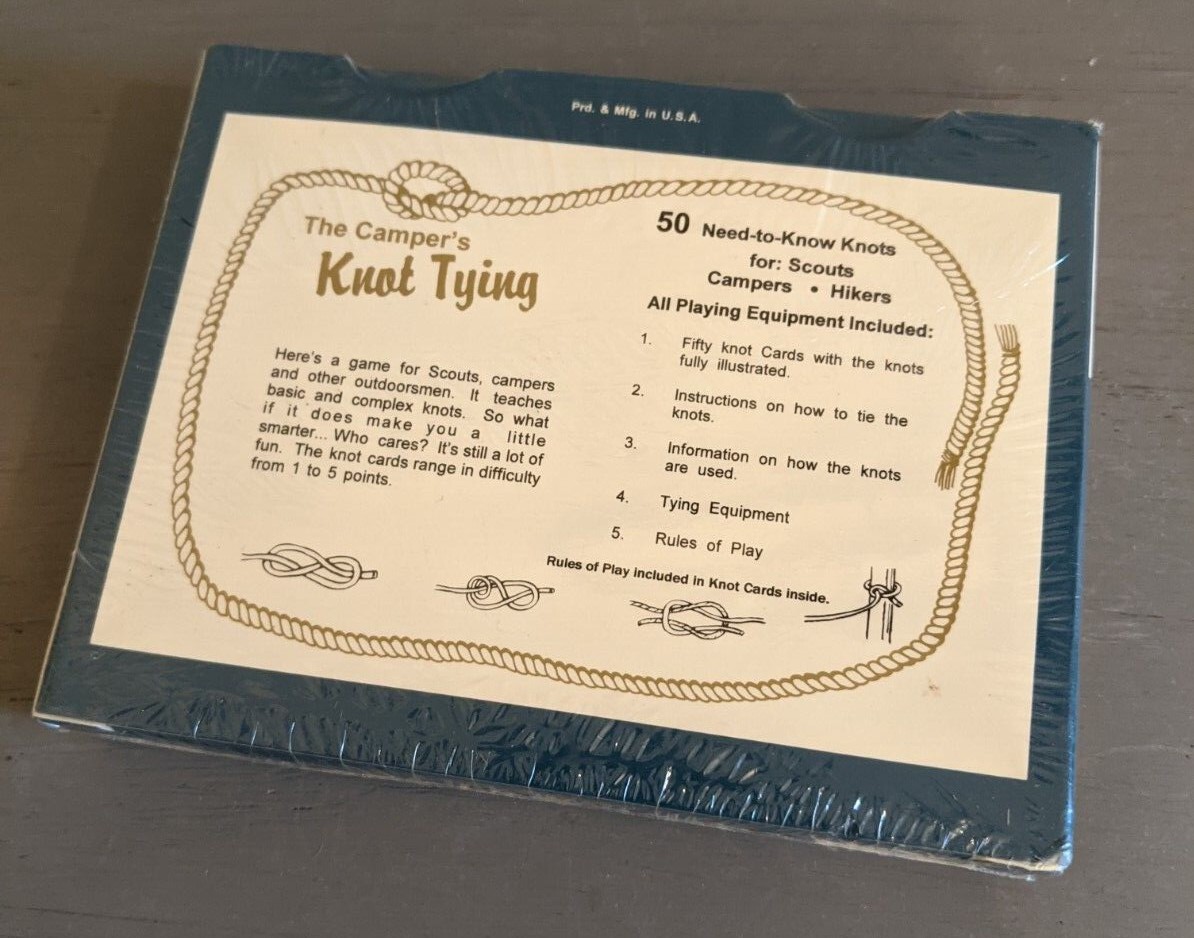 Prd. & Mfg. in U.S.A.
The Camper's
Knot Tying
Here's a game for Scouts, campers
and other outdoorsmen. It teaches
basic and complex knots. So what
if it does make you a little
smarter... Who cares? It's still a lot of
fun. The knot cards range in difficulty
from 1 to 5 points.
50 Need-to-Know Knots
for: Scouts
Campers • Hikers
All Playing Equipment Included:
1. Fifty knot Cards with the knots
fully illustrated.
2. Instructions on how to tie the
knots.
3. Information on how the knots
are used.
4. Tying Equipment
5. Rules of Play
Rules of Play included in Knot Cards inside.